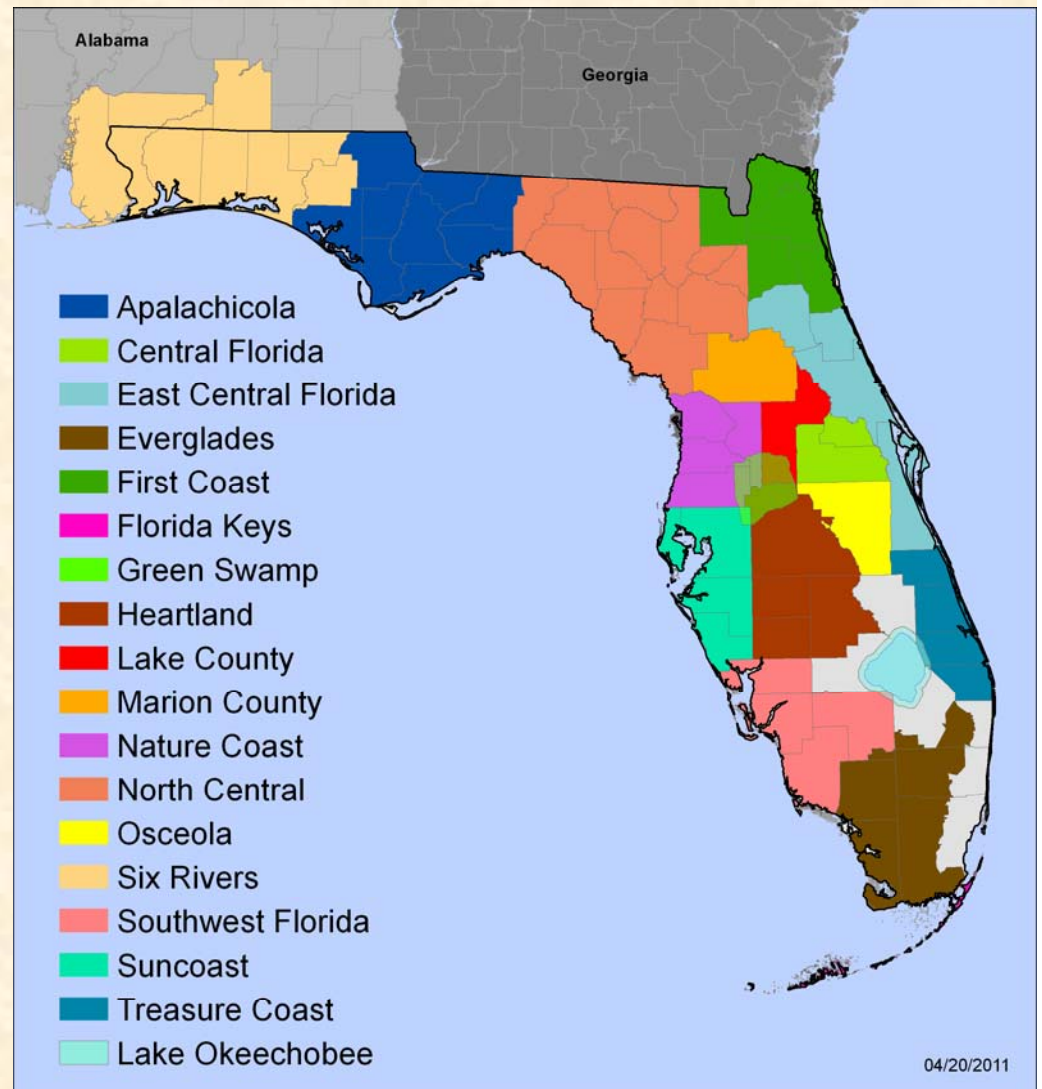 Alabama
Georgia
Apalachicola
Central Florida
East Central Florida
Everglades
First Coast
Florida Keys
Green Swamp
Heartland
Lake County
Marion County
Nature Coast
North Central
Osceola
Six Rivers
Southwest Florida
Suncoast
Treasure Coast
Lake Okeechobee
04/20/2011